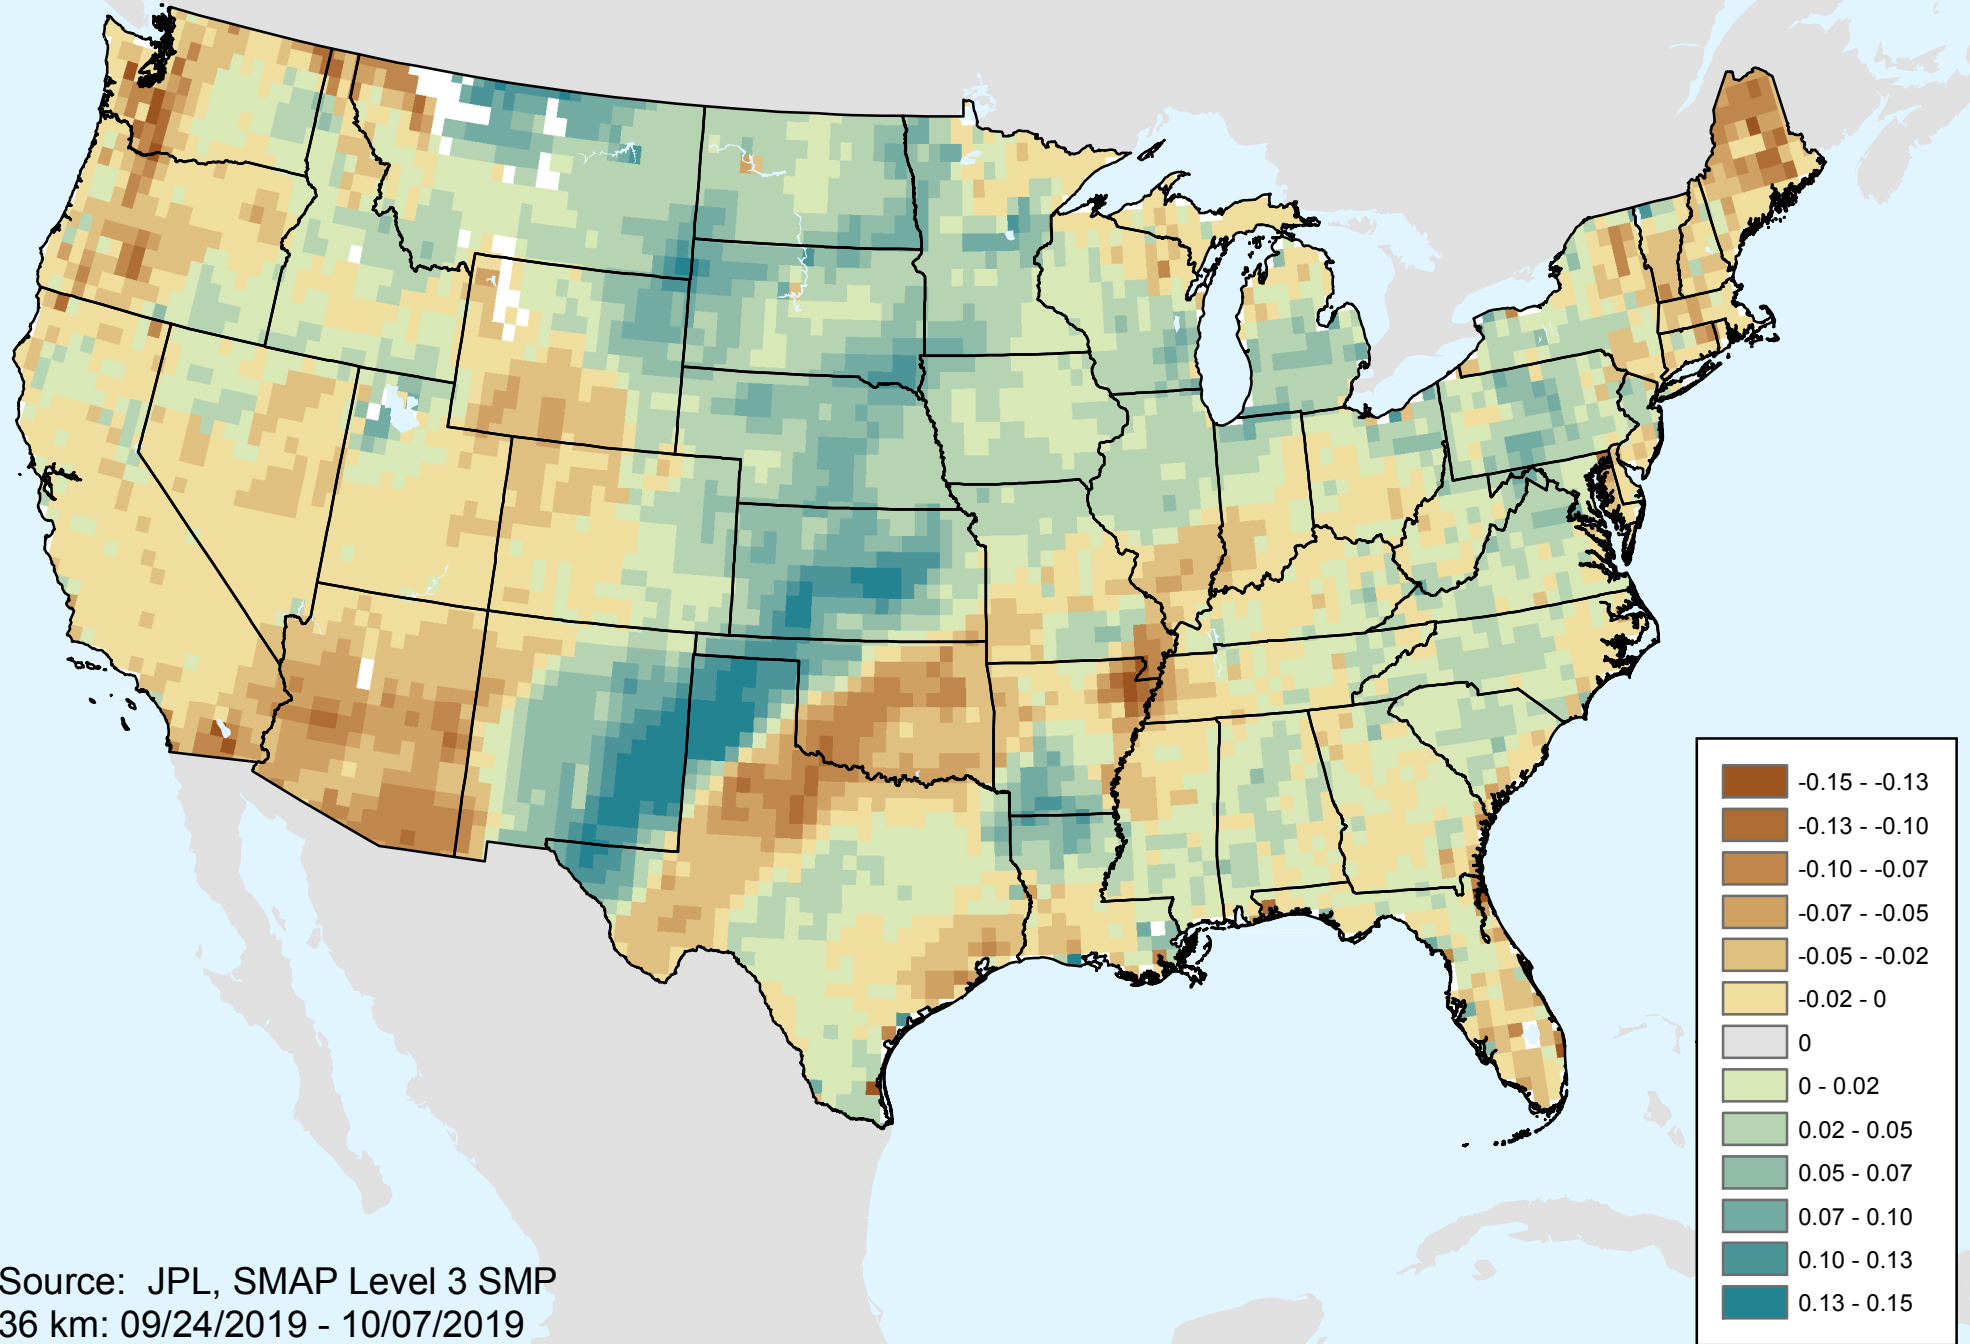 -0.15 - -0.13
-0.13 - -0.10
-0.10 - -0.07
-0.07 - -0.05
-0.05 - -0.02
-0.02 - 0
0
0 - 0.02
0.02 - 0.05
0.05 - 0.07
0.07 - 0.10
0.10 - 0.13
0.13 - 0.15
Source: JPL, SMAP Level 3 SMP
36 km: 09/24/2019 - 10/07/2019